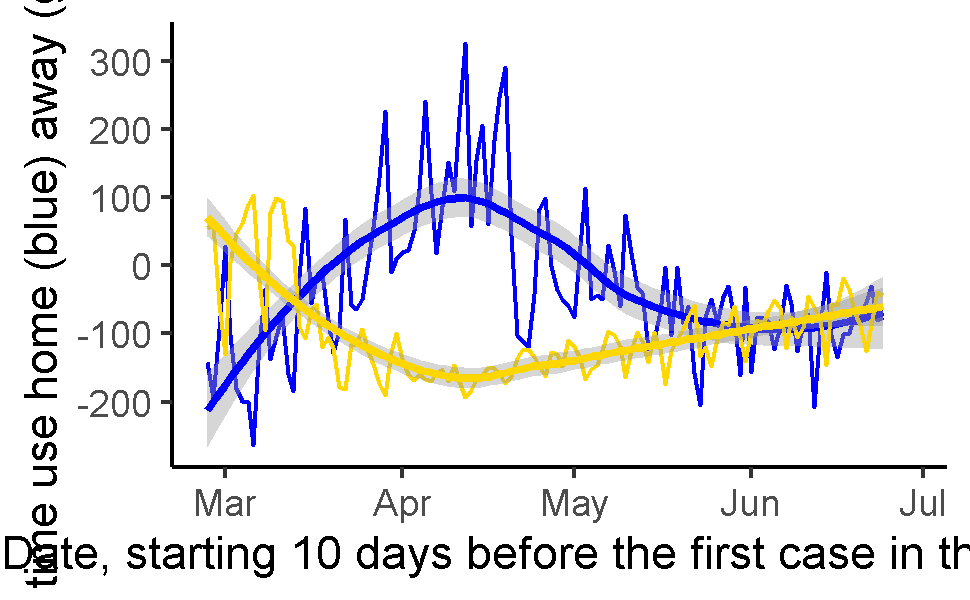 time use home (blue) away (
300
200
100
0
-100
-200
Mar Apr May Jun Jul
Date, starting 10 days before the first case in th